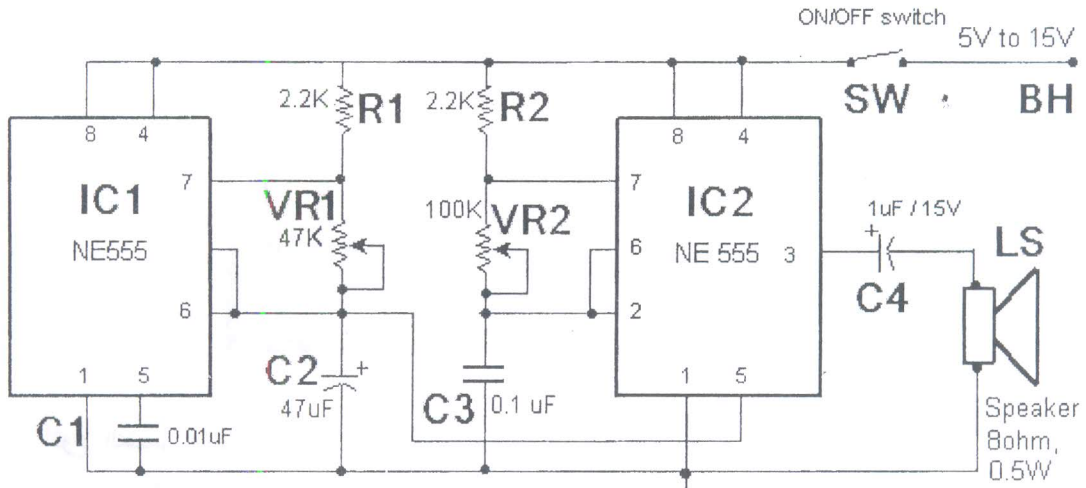 ON/OFF switch
5V to 15V
SW
BH
2.2K
R1
2.2K
R2
8
4
8
4
7
7
IC1
NE555
VR1
47K
100K
VR2
IC2
NE 555
3
1uF / 15V
+
C4
LS
6
6
2
1
5
1
5
C1
0.01uF
C2
+
47uF
C3
0.1 uF
Speaker
8ohm,
0.5W